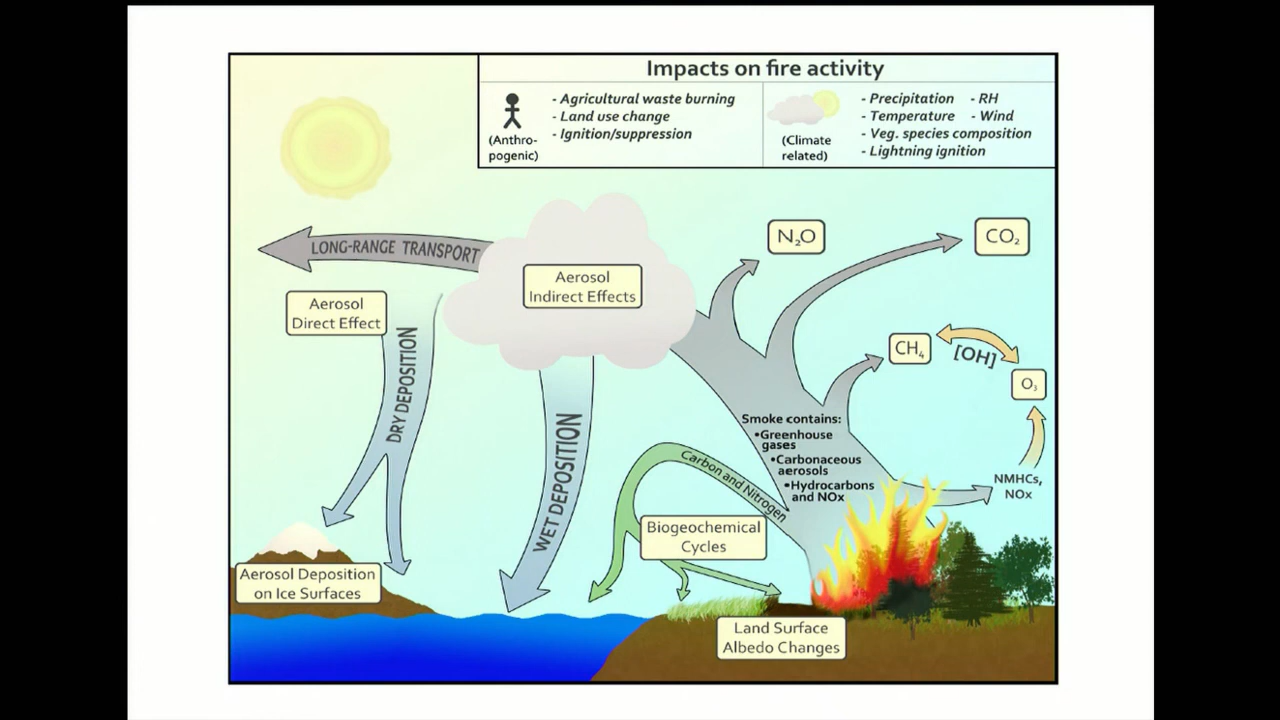 Impacts on fire activity
(Anthro-
pogenic)
- Agricultural waste burning
- Land use change
- Ignition/suppression
(Climate
related)
- Precipitation - RH
- Temperature - Wind
- Veg. species composition
- Lightning ignition
LONG-RANGE TRANSPORT
Aerosol
Indirect Effects
N₂O
CO₂
Aerosol
Direct Effect
DRY DEPOSITION
WET DEPOSITION
CH₄
[OH]
O₃
Smoke contains:
•Greenhouse
gases
•Carbonaceous
aerosols
•Hydrocarbons
and NOx
NMHCs,
NOx
Carbon and Nitrogen
Biogeochemical
Cycles
Aerosol Deposition
on Ice Surfaces
Land Surface
Albedo Changes